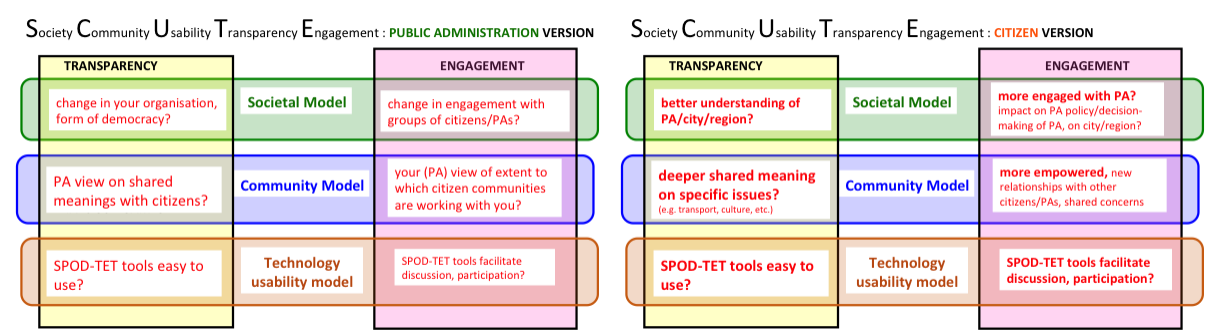 Society Community Usability Transparency Engagement : PUBLIC ADMINISTRATION VERSION
TRANSPARENCY
ENGAGEMENT
change in your organisation,
form of democracy?
Societal Model
change in engagement with
groups of citizens/PAs?
PA view on shared
meanings with citizens?
Community Model
your (PA) view of extent to
which citizen communities
are working with you?
SPOD-TET tools easy to
use?
Technology
usability model
SPOD-TET tools facilitate
discussion, participation?
Society Community Usability Transparency Engagement : CITIZEN VERSION
TRANSPARENCY
ENGAGEMENT
better understanding of
PA/city/region?
Societal Model
more engaged with PA?
impact on PA policy/decision-
making of PA, on city/region?
deeper shared meaning
on specific issues?
(e.g. transport, culture, etc.)
Community Model
more empowered, new
relationships with other
citizens/PAs, shared concerns
SPOD-TET tools easy to
use?
Technology
usability model
SPOD-TET tools facilitate
discussion, participation?